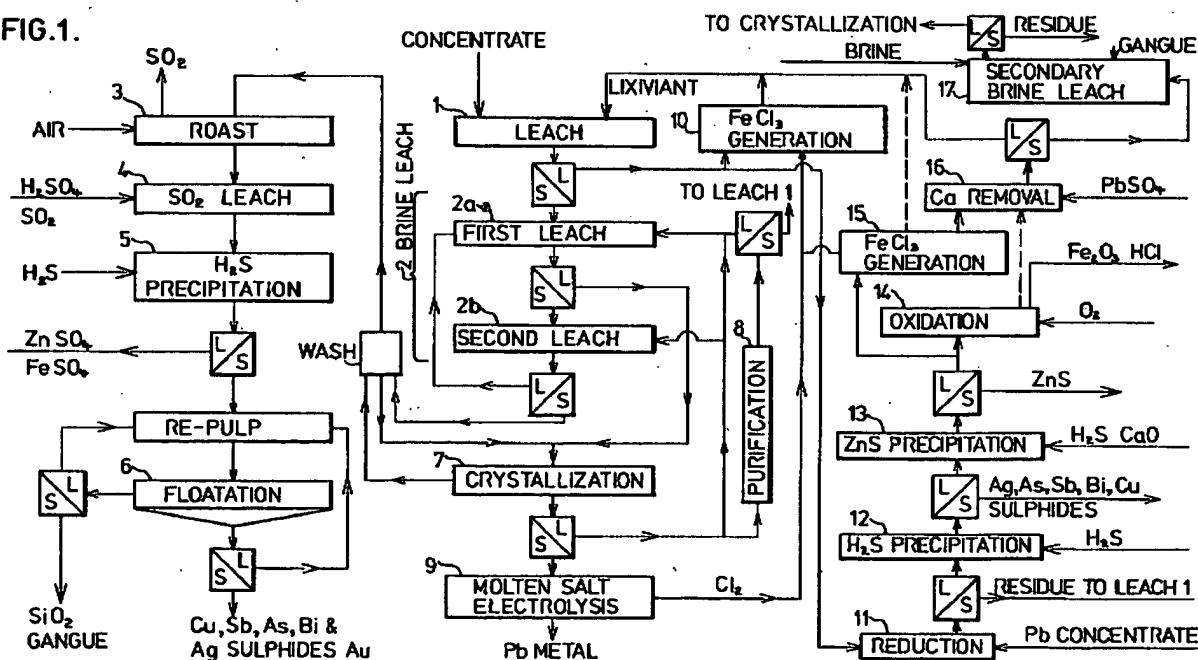 FIG.1.
SO₂
3
AIR
ROAST
H₂SO₄
SO₂
4
SO₂ LEACH
5
H₂S
H₂S
PRECIPITATION
ZnSO₄
FeSO₄
L/S
RE-PULP
6
FLOATATION
S/L
S/L
SiO₂
GANGUE
Cu, Sb, As, Bi &
Ag SULPHIDES Au
CONCENTRATE
LIXIVIANT
1
LEACH
S/L
2 BRINE LEACH
2a
FIRST LEACH
S/L
2b
SECOND LEACH
L/S
WASH
7
CRYSTALLIZATION
S/L
9
MOLTEN SALT
ELECTROLYSIS
Cl₂
Pb METAL
10
FeCl₃
GENERATION
TO LEACH 1
L/S
8
PURIFICATION
TO CRYSTALLIZATION
L/S
RESIDUE
BRINE
GANGUE
SECONDARY
BRINE LEACH
17
L/S
16
Ca REMOVAL
PbSO₄
15
FeCl₃
GENERATION
Fe₂O₃ HCl
14
OXIDATION
O₂
L/S
ZnS
13
ZnS PRECIPITATION
H₂S CaO
L/S
Ag, As, Sb, Bi, Cu
SULPHIDES
12
H₂S PRECIPITATION
H₂S
L/S
RESIDUE TO LEACH 1
11
REDUCTION
Pb CONCENTRATE